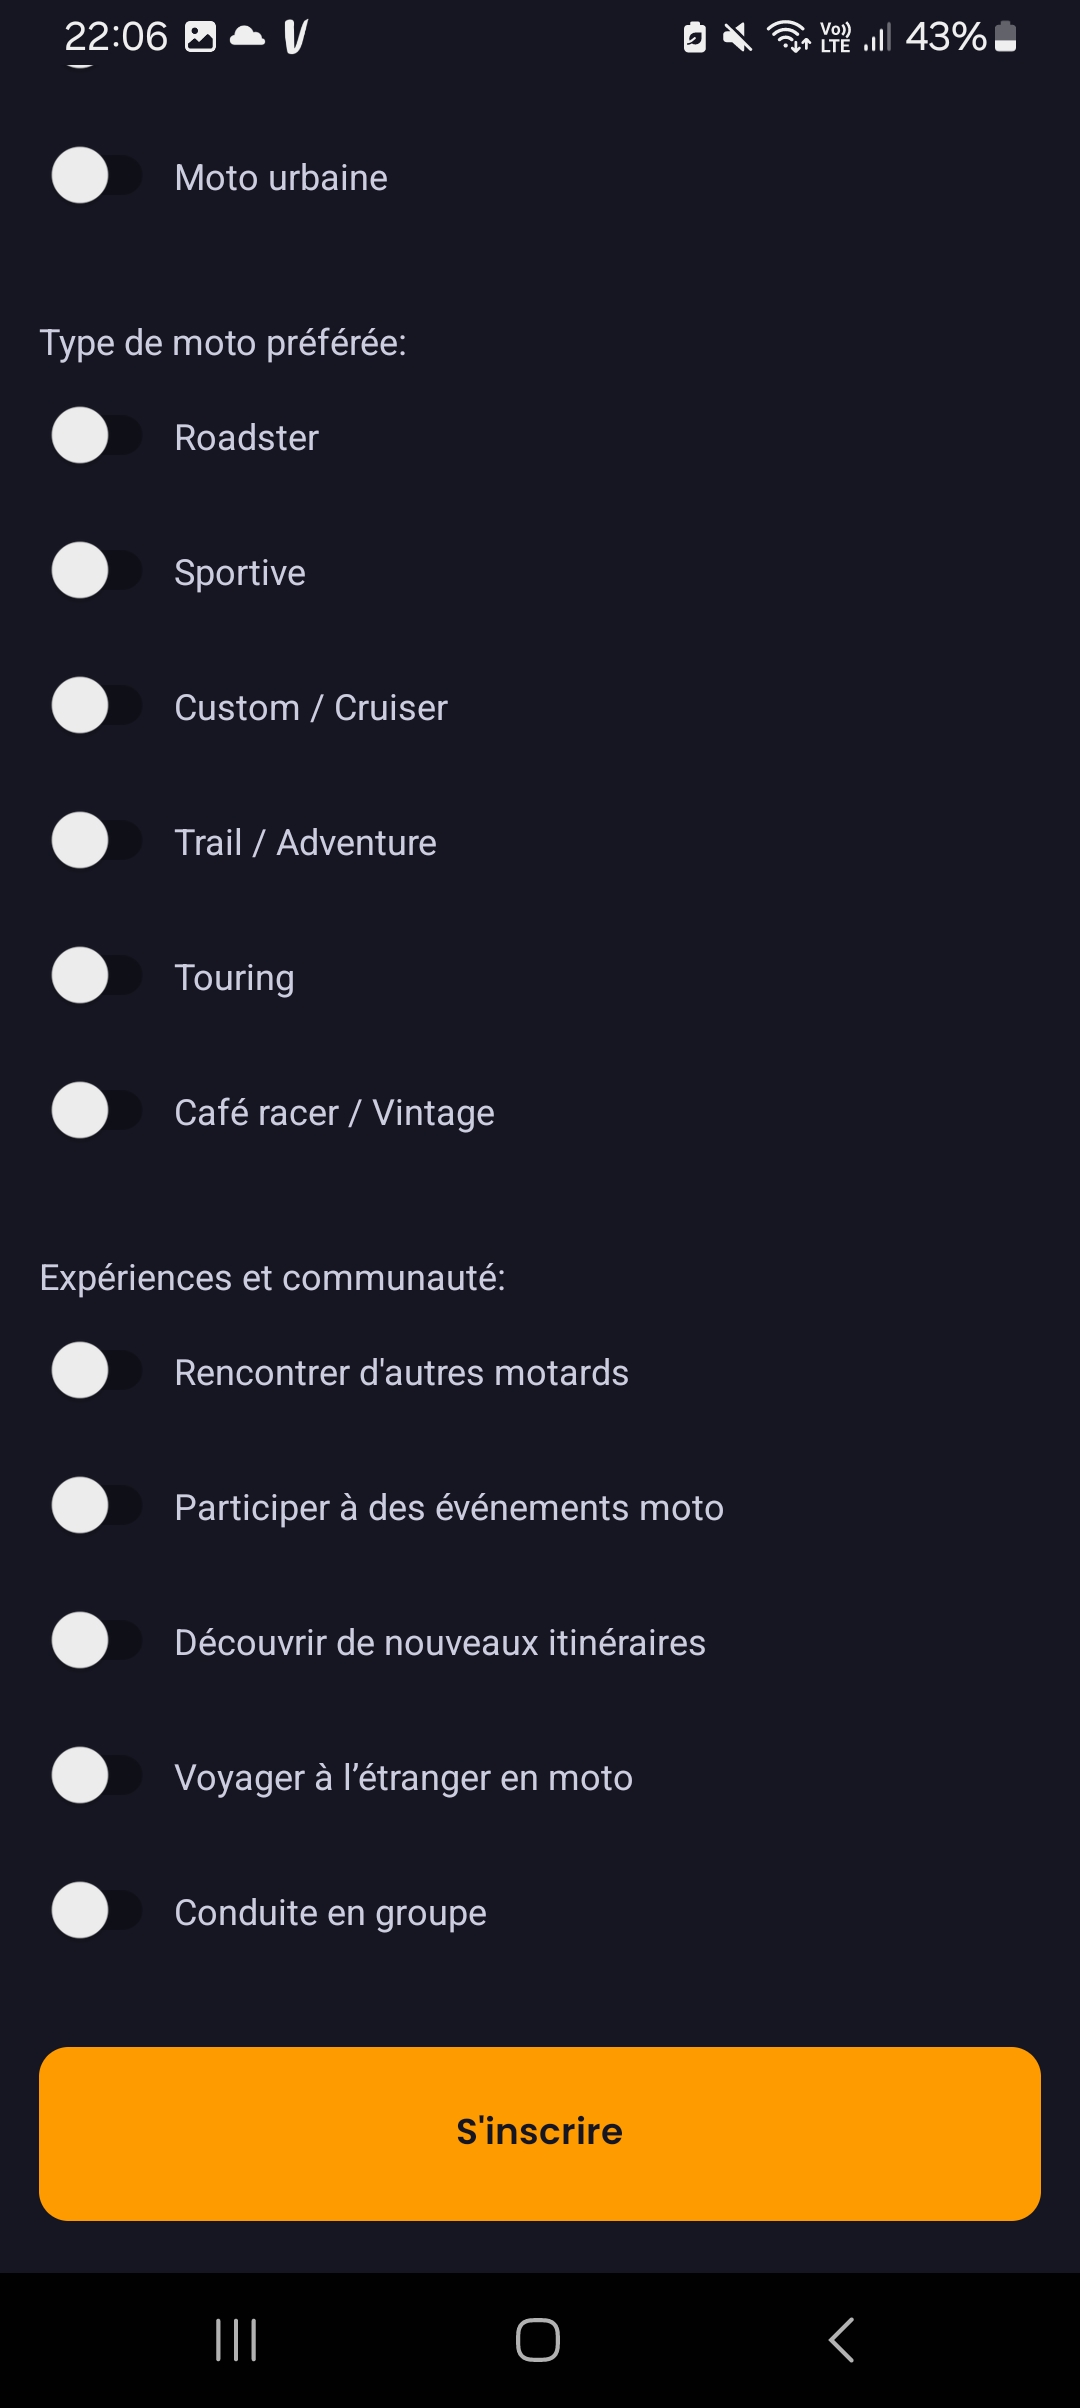 22:06
Vo)) LTE
43%
Moto urbaine
Type de moto préférée:
Roadster
Sportive
Custom / Cruiser
Trail / Adventure
Touring
Café racer / Vintage
Expériences et communauté:
Rencontrer d'autres motards
Participer à des événements moto
Découvrir de nouveaux itinéraires
Voyager à l’étranger en moto
Conduite en groupe
S'inscrire